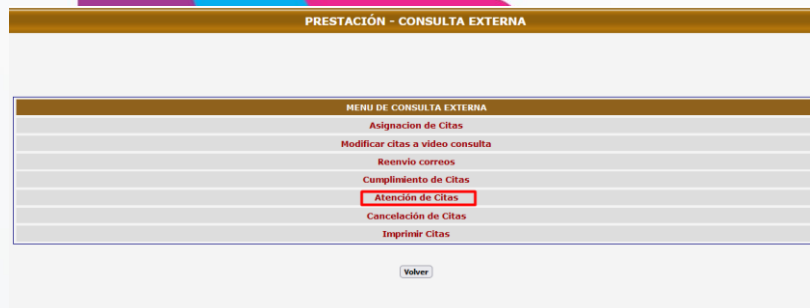 PRESTACIÓN - CONSULTA EXTERNA
MENU DE CONSULTA EXTERNA
Asignacion de Citas
Modificar citas a video consulta
Reenvio correos
Cumplimiento de Citas
Atención de Citas
Cancelación de Citas
Imprimir Citas
Volver